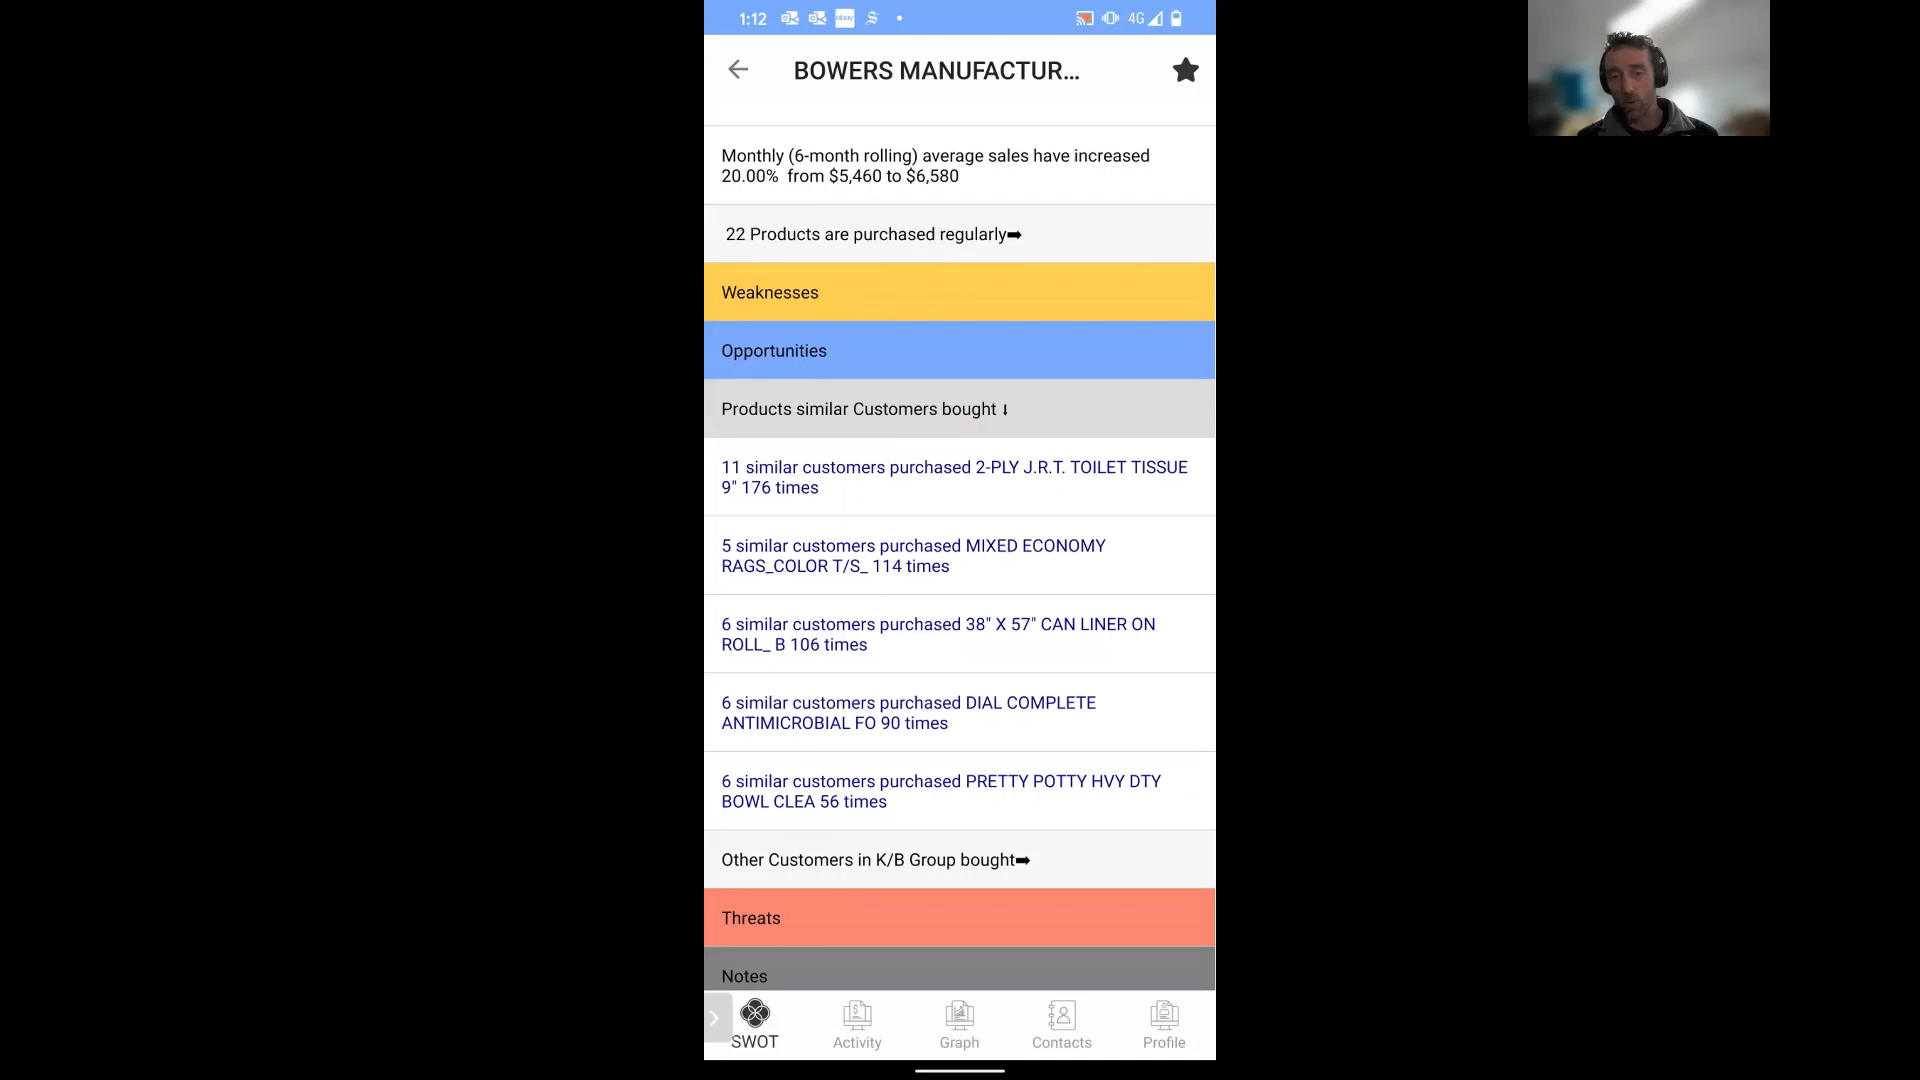 1:12
ebay
4G
BOWERS MANUFACTUR...
Monthly (6-month rolling) average sales have increased
20.00%  from $5,460 to $6,580
22 Products are purchased regularly➡
Weaknesses
Opportunities
Products similar Customers bought ⬇
11 similar customers purchased 2-PLY J.R.T. TOILET TISSUE
9" 176 times
5 similar customers purchased MIXED ECONOMY
RAGS_COLOR T/S_ 114 times
6 similar customers purchased 38" X 57" CAN LINER ON
ROLL_ B 106 times
6 similar customers purchased DIAL COMPLETE
ANTIMICROBIAL FO 90 times
6 similar customers purchased PRETTY POTTY HVY DTY
BOWL CLEA 56 times
Other Customers in K/B Group bought➡
Threats
Notes
SWOT
Activity
Graph
Contacts
Profile